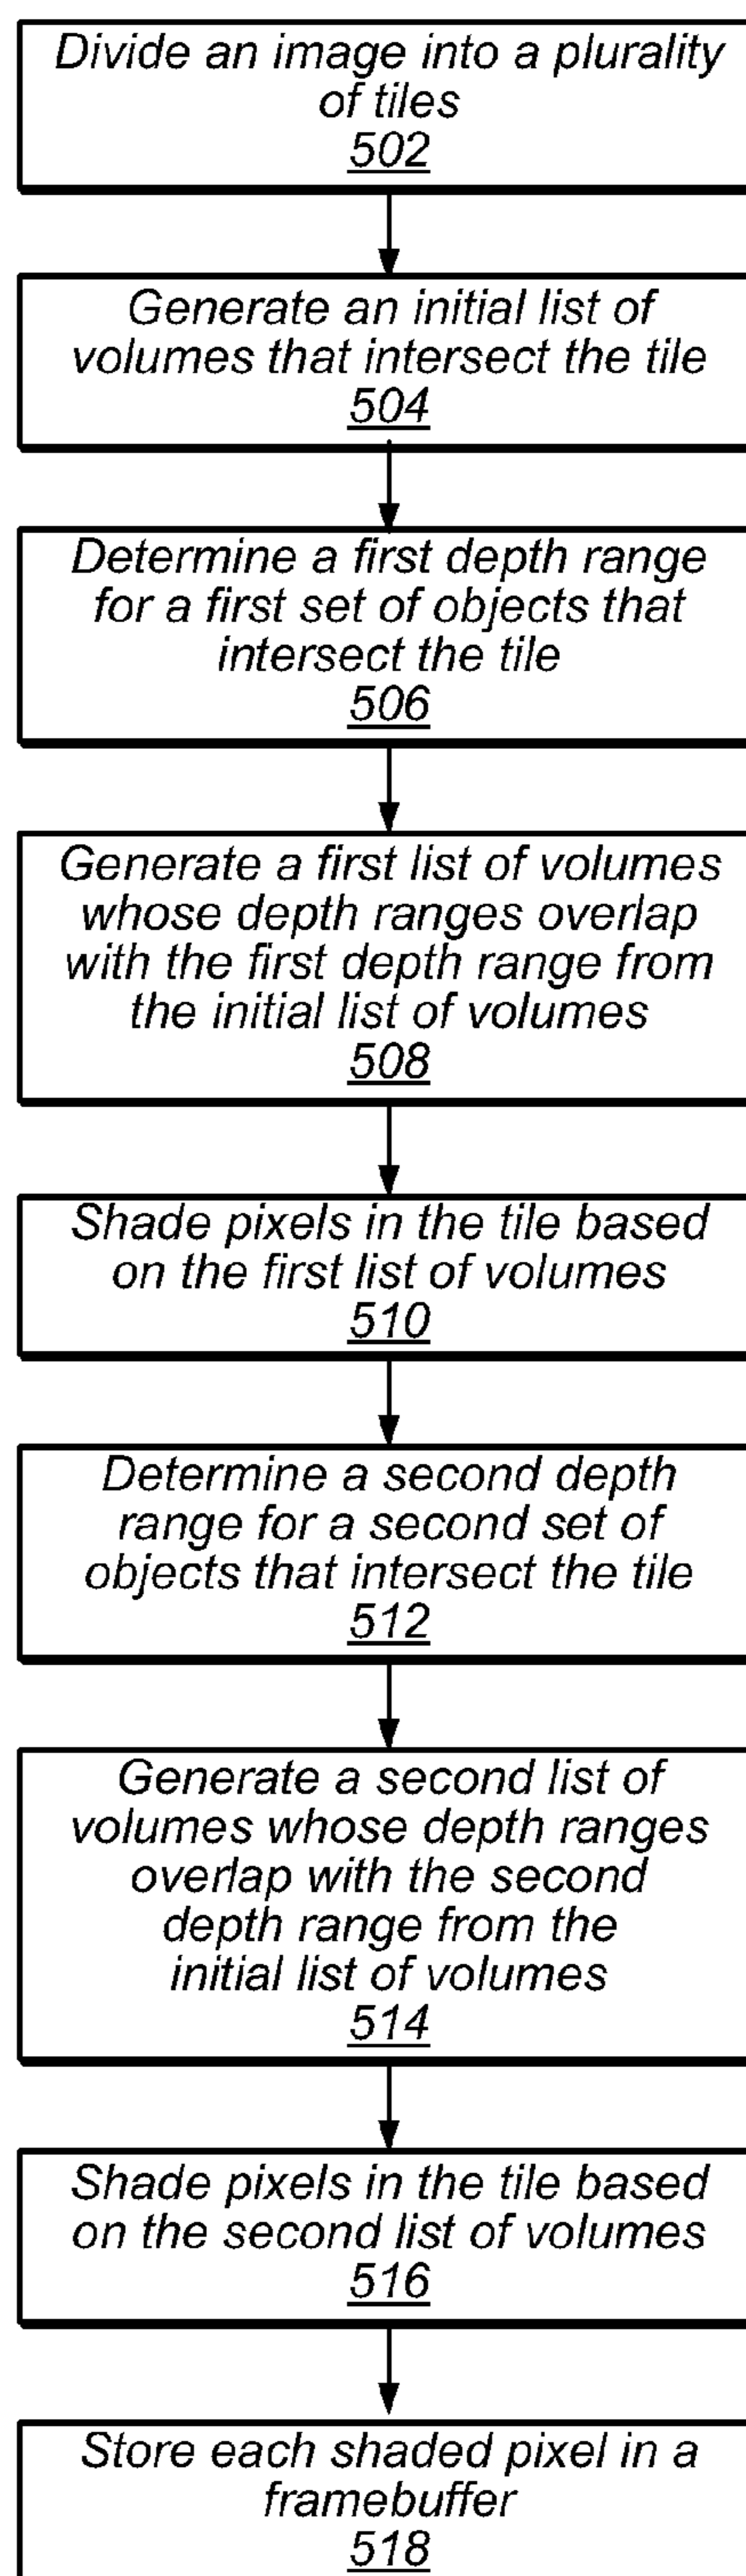 Divide an image into a plurality
of tiles
502
Generate an initial list of
volumes that intersect the tile
504
Determine a first depth range
for a first set of objects that
intersect the tile
506
Generate a first list of volumes
whose depth ranges overlap
with the first depth range from
the initial list of volumes
508
Shade pixels in the tile based
on the first list of volumes
510
Determine a second depth
range for a second set of
objects that intersect the tile
512
Generate a second list of
volumes whose depth ranges
overlap with the second
depth range from the
initial list of volumes
514
Shade pixels in the tile based
on the second list of volumes
516
Store each shaded pixel in a
framebuffer
518